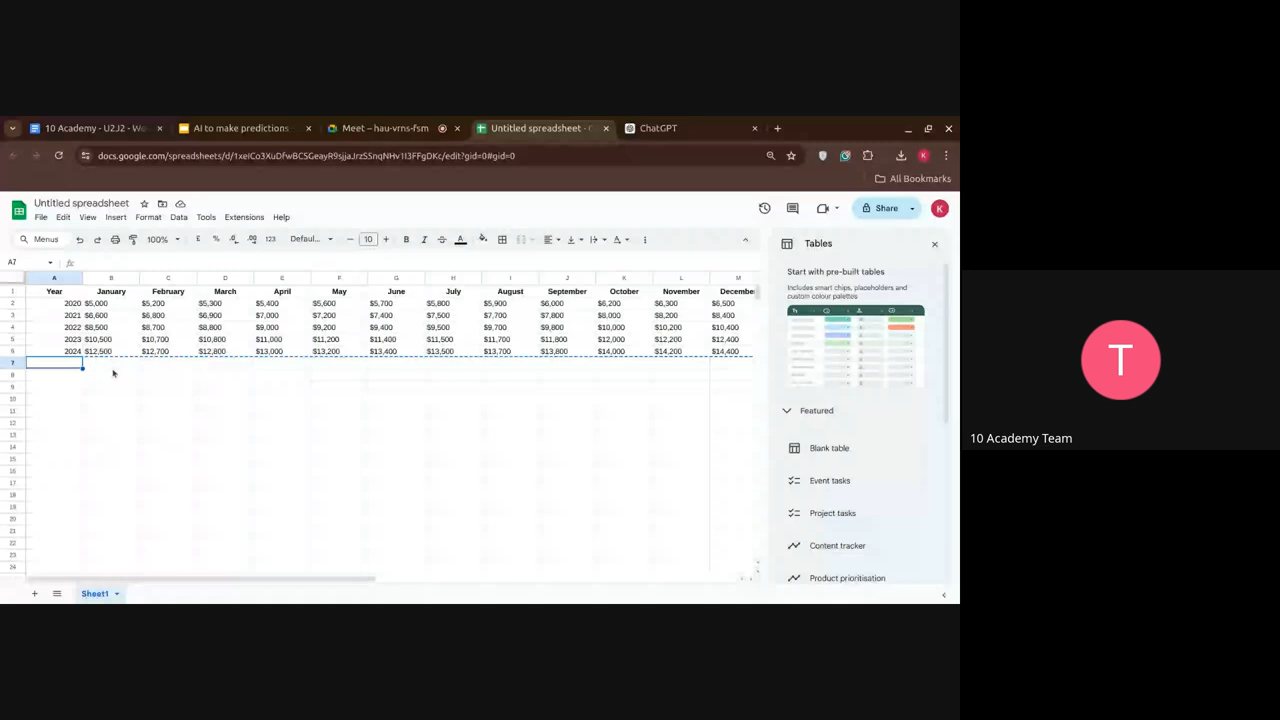 10 Academy - U2J2 - We
AI to make predictions
Meet – hau-vrns-fsm
Untitled spreadsheet - G
ChatGPT
docs.google.com/spreadsheets/d/1xeICo3XuDfwBCSGeayR9sjjaJrzSSnqNHv1I3FFgDKc/edit?gid=0#gid=0
K
All Bookmarks
Untitled spreadsheet
File Edit View Insert Format Data Tools Extensions Help
Share
K
Menus 100% £ % .0 .00 123 Defaul... 10 B I A
A7 fx
A B C D E F G H I J K L M
1 Year January February March April May June July August September October November Decembe
2 2020 $5,000 $5,200 $5,300 $5,400 $5,600 $5,700 $5,800 $5,900 $6,000 $6,200 $6,300 $6,500
3 2021 $6,600 $6,800 $6,900 $7,000 $7,200 $7,400 $7,500 $7,700 $7,800 $8,000 $8,200 $8,400
4 2022 $8,500 $8,700 $8,800 $9,000 $9,200 $9,400 $9,500 $9,700 $9,800 $10,000 $10,200 $10,400
5 2023 $10,500 $10,700 $10,800 $11,000 $11,200 $11,400 $11,500 $11,700 $11,800 $12,000 $12,200 $12,400
6 2024 $12,500 $12,700 $12,800 $13,000 $13,200 $13,400 $13,500 $13,700 $13,800 $14,000 $14,200 $14,400
7
8
9
10
11
12
13
14
15
16
17
18
19
20
21
22
23
24
Sheet1
Tables
Start with pre-built tables
Includes smart chips, placeholders and
custom colour palettes
Featured
Blank table
Event tasks
Project tasks
Content tracker
Product prioritisation
T
10 Academy Team